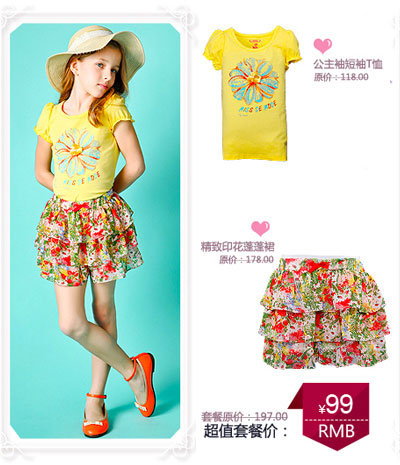 公主袖短袖T恤
原价：118.00
精致印花蓬蓬裙
原价：178.00
套餐原价：197.00
超值套餐价：
¥99
RMB